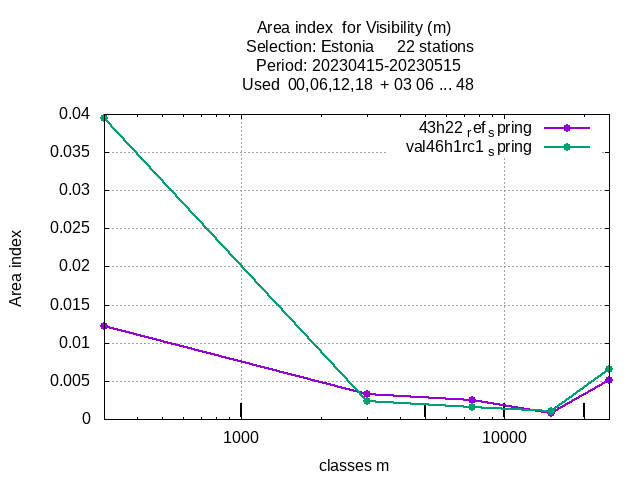 Area index  for Visibility (m)
Selection: Estonia     22 stations
Period: 20230415-20230515
Used  00,06,12,18  + 03 06 ... 48
43h22 ref spring
val46h1rc1 spring
0.04
0.035
0.03
0.025
0.02
0.015
0.01
0.005
0
Area index
1000
10000
classes m